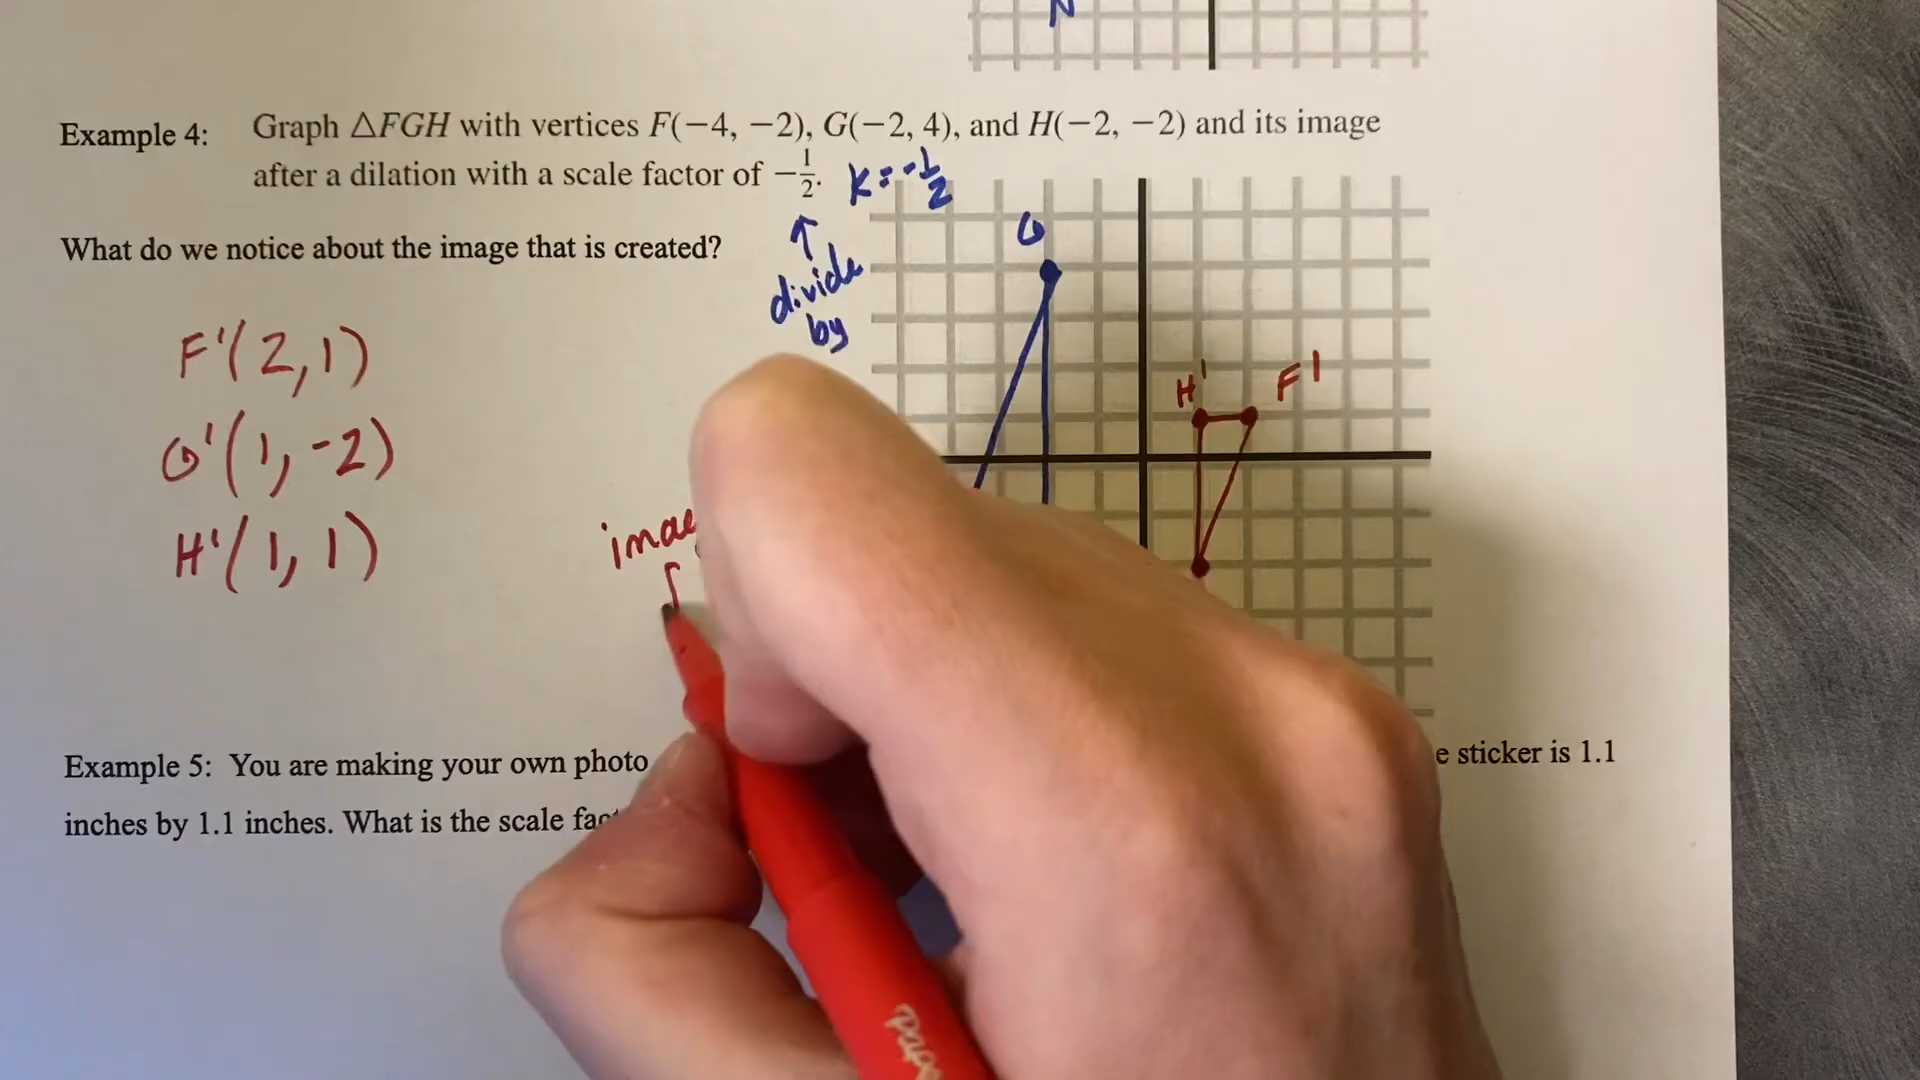 N
Example 4: Graph △FGH with vertices F(−4, −2), G(−2, 4), and H(−2, −2) and its image
after a dilation with a scale factor of −1/2. K=-1/2
What do we notice about the image that is created?
G
divide
by
F'(2,1)
G'(1,-2)
H'(1,1)
H' F'
Example 5: You are making your own photo
e sticker is 1.1
inches by 1.1 inches. What is the scale